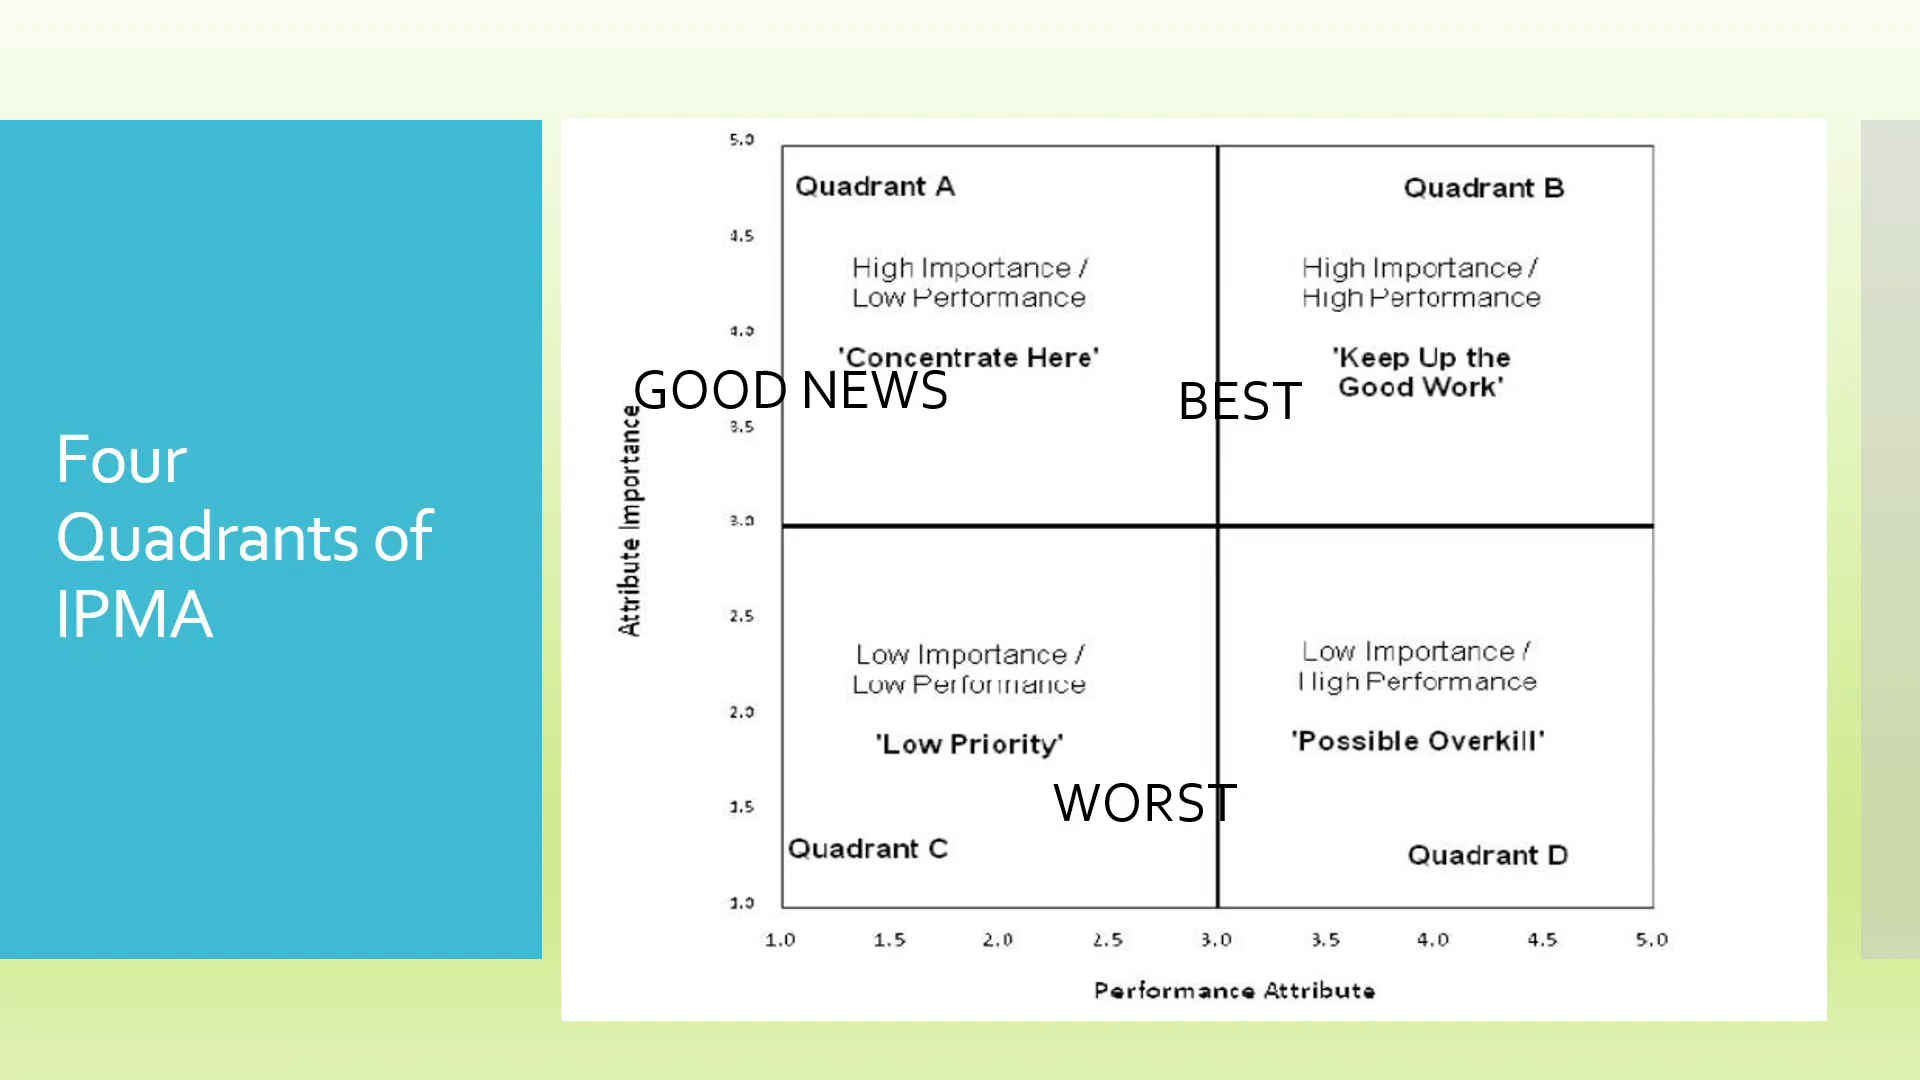 Four
Quadrants of
IPMA
5.0
Quadrant A
Quadrant B
4.5
High Importance /
Low Performance
High Importance /
High Performance
4.0
'Concentrate Here'
'Keep Up the
Good Work'
GOOD NEWS
BEST
3.5
Attribute Importance
3.0
2.5
Low Importance /
Low Performance
Low Importance /
High Performance
2.0
'Low Priority'
'Possible Overkill'
WORST
1.5
Quadrant C
Quadrant D
1.0
1.0 1.5 2.0 2.5 3.0 3.5 4.0 4.5 5.0
Performance Attribute